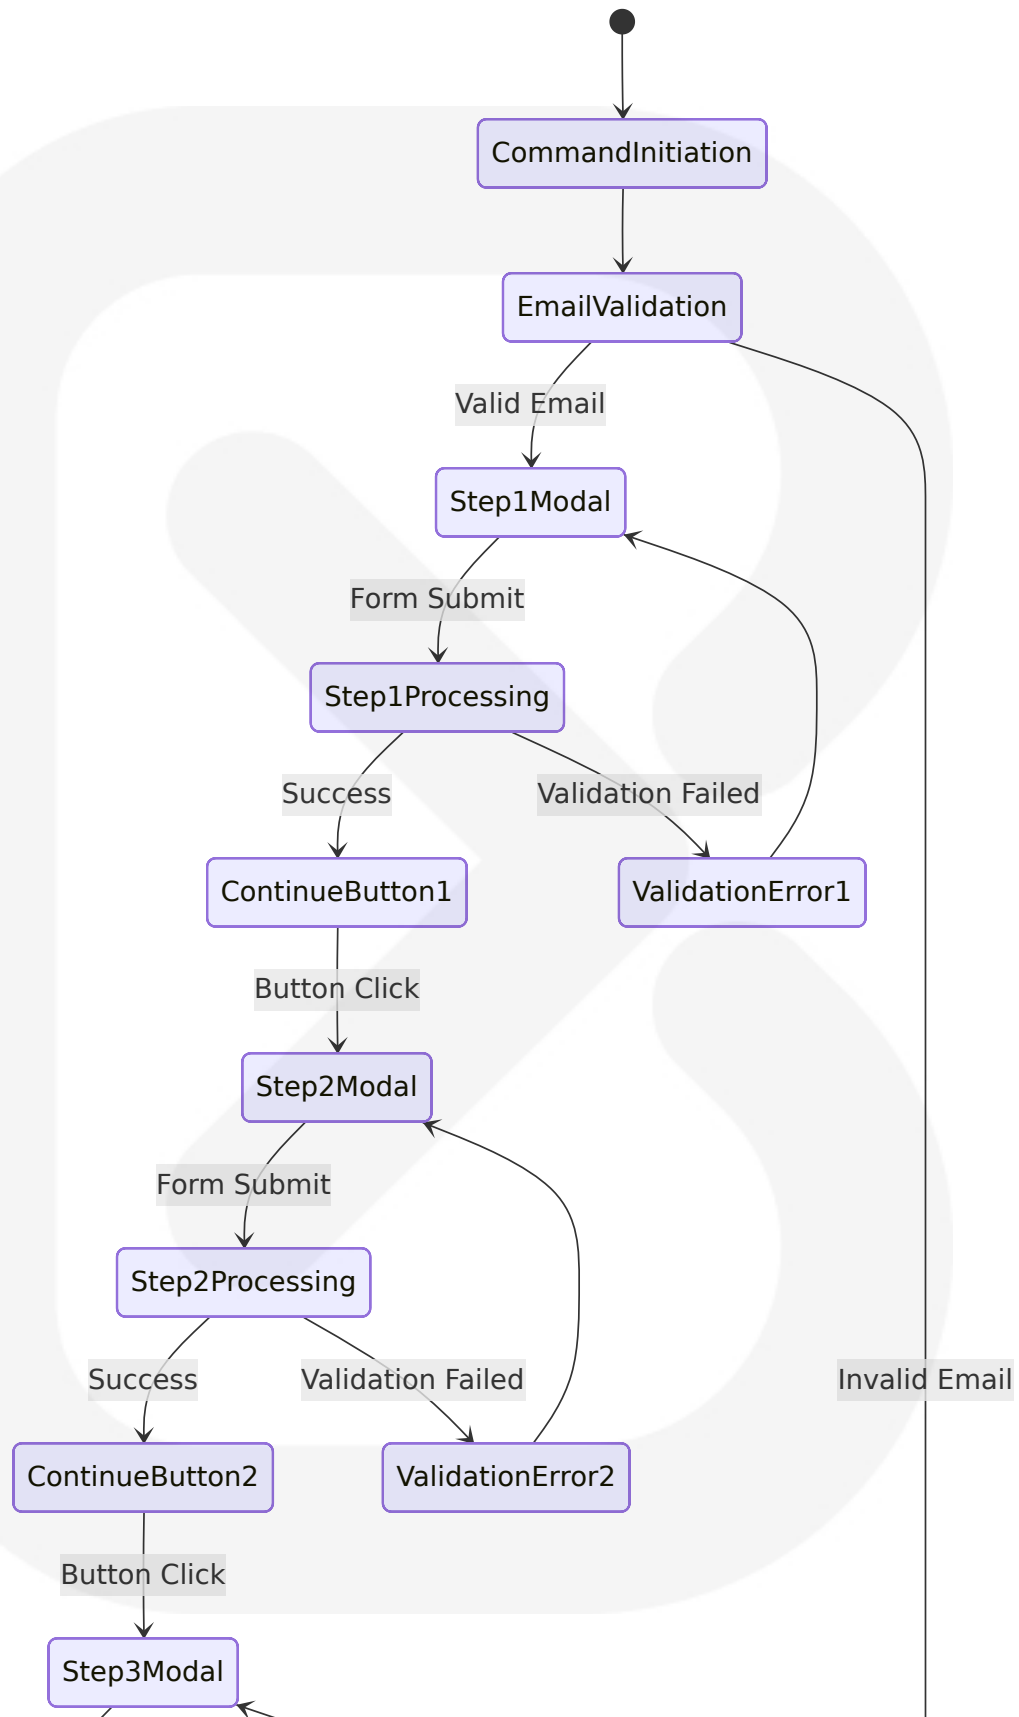 CommandInitiation
EmailValidation
Valid Email
Step1Modal
Form Submit
Step1Processing
Success
Validation Failed
ContinueButton1
ValidationError1
Button Click
Step2Modal
Form Submit
Step2Processing
Success
Validation Failed
Invalid Email
ContinueButton2
ValidationError2
Button Click
Step3Modal